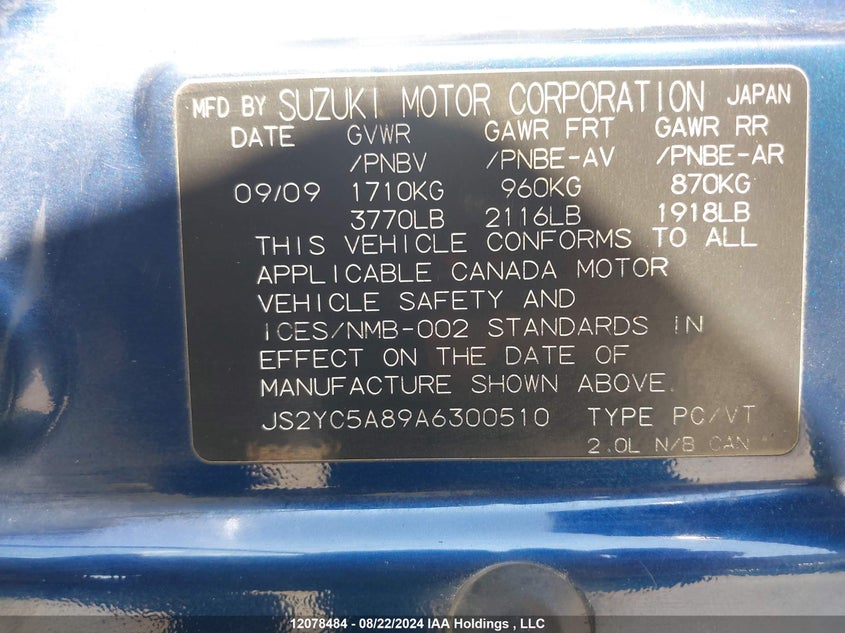 MFD BY SUZUKI MOTOR CORPORATION JAPAN
DATE GVWR GAWR FRT GAWR RR
/PNBV /PNBE-AV /PNBE-AR
09/09 1710KG 960KG 870KG
3770LB 2116LB 1918LB
THIS VEHICLE CONFORMS TO ALL
APPLICABLE CANADA MOTOR
VEHICLE SAFETY AND
ICES/NMB-002 STANDARDS IN
EFFECT ON THE DATE OF
MANUFACTURE SHOWN ABOVE.
JS2YC5A89A6300510 TYPE PC/VT
2.0L N/B CAN
12078484 - 08/22/2024 IAA Holdings , LLC